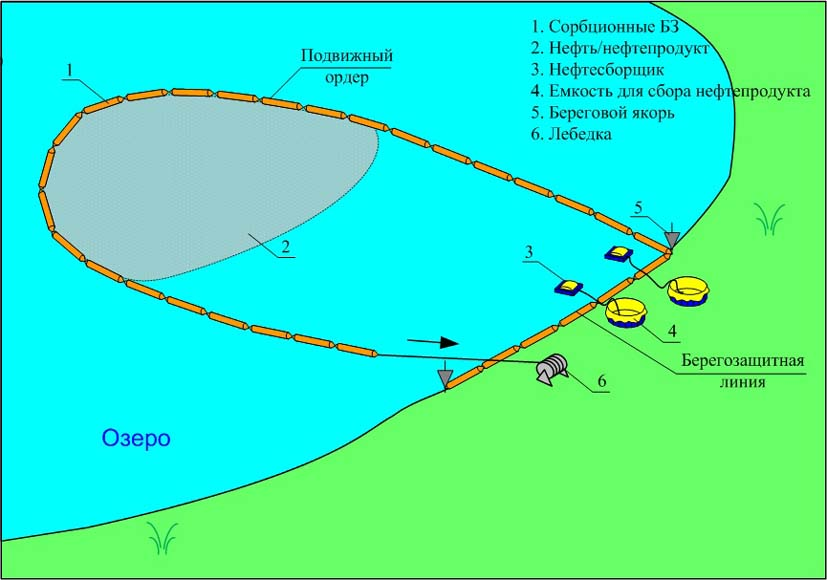 1. Сорбционные БЗ
2. Нефть/нефтепродукт
3. Нефтесборщик
4. Емкость для сбора нефтепродукта
5. Береговой якорь
6. Лебедка
Подвижный
ордер
1
2
5
3
4
6
Берегозащитная
линия
Озеро